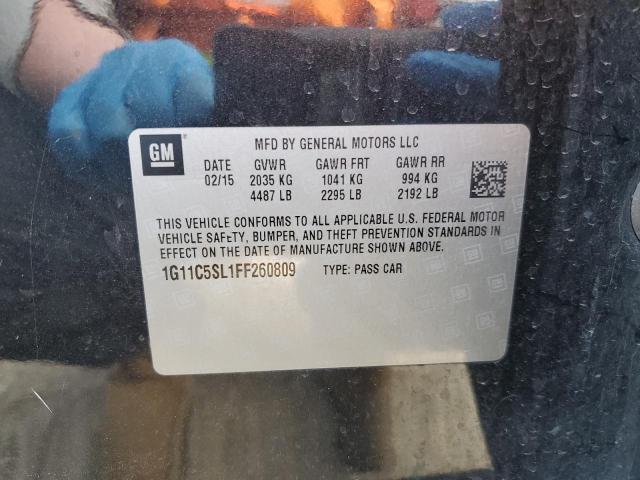 GM
MFD BY GENERAL MOTORS LLC
DATE GVWR GAWR FRT GAWR RR
02/15 2035 KG 1041 KG 994 KG
4487 LB 2295 LB 2192 LB
THIS VEHICLE CONFORMS TO ALL APPLICABLE U.S. FEDERAL MOTOR
VEHICLE SAFETY, BUMPER, AND THEFT PREVENTION STANDARDS IN
EFFECT ON THE DATE OF MANUFACTURE SHOWN ABOVE.
1G11C5SL1FF260809 TYPE: PASS CAR